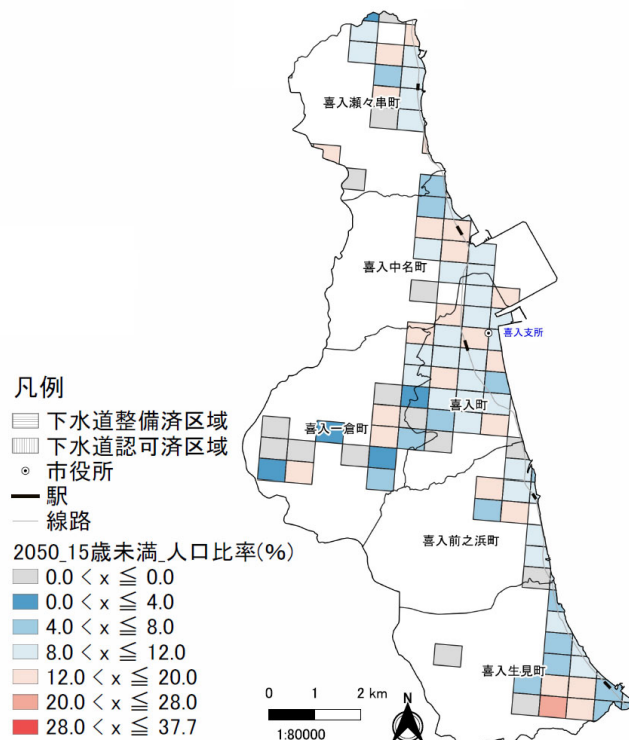 喜入瀬々串町
喜入中名町
喜入支所
喜入町
喜入一倉町
喜入前之浜町
喜入生見町
凡例
下水道整備済区域
下水道認可済区域
市役所
駅
線路
2050_15歳未満_人口比率(%)
0.0 < x ≦ 0.0
0.0 < x ≦ 4.0
4.0 < x ≦ 8.0
8.0 < x ≦ 12.0
12.0 < x ≦ 20.0
20.0 < x ≦ 28.0
28.0 < x ≦ 37.7
0 1 2 km
1:80000
N